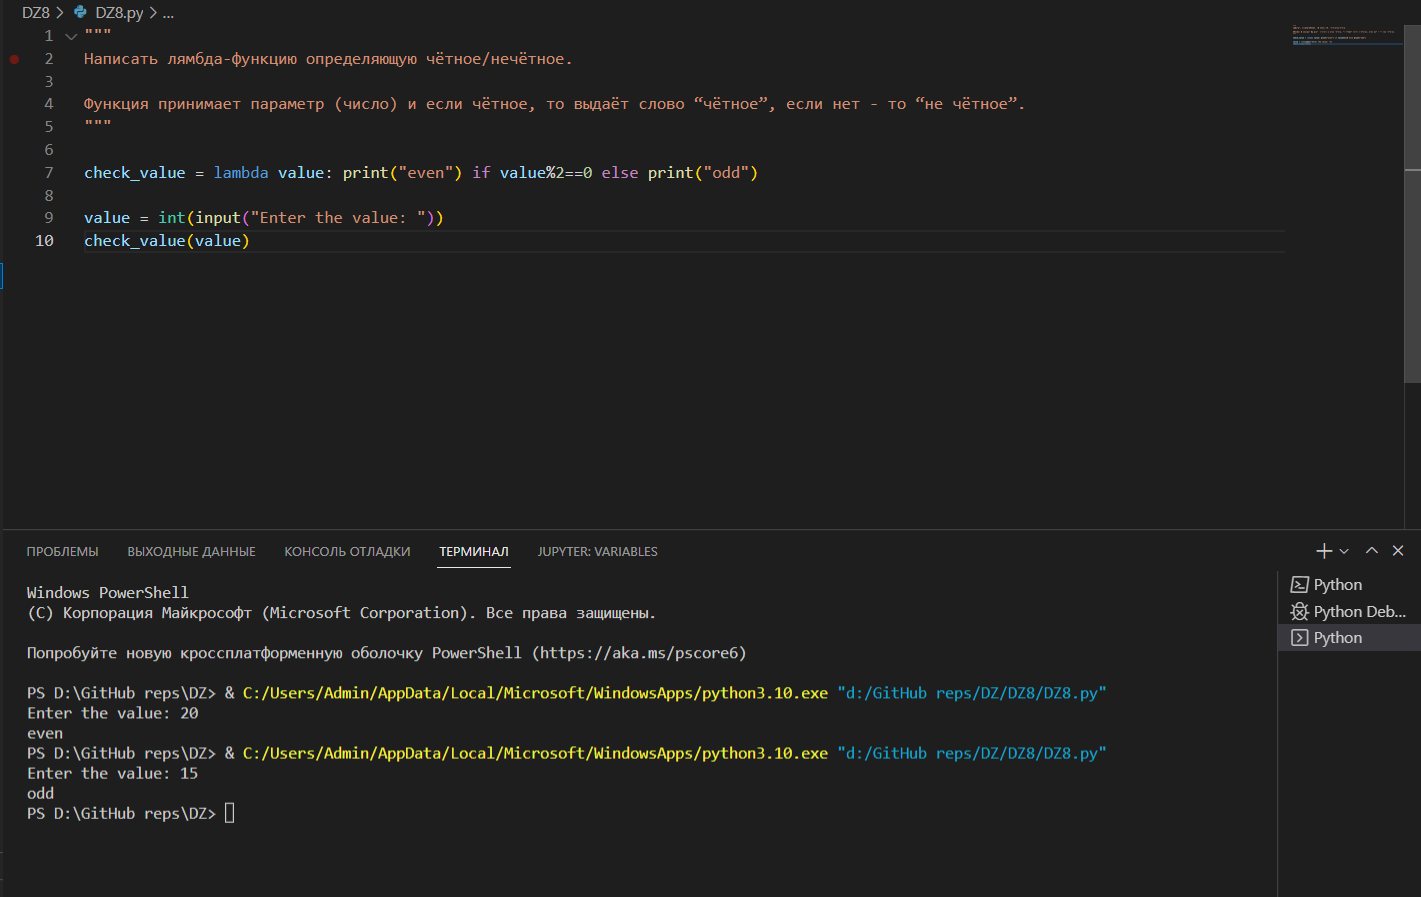 DZ8 > DZ8.py > ...
1 """
2 Написать лямбда-функцию определяющую чётное/нечётное.
3
4 Функция принимает параметр (число) и если чётное, то выдаёт слово “чётное”, если нет - то “не чётное”.
5 """
6
7 check_value = lambda value: print("even") if value%2==0 else print("odd")
8
9 value = int(input("Enter the value: "))
10 check_value(value)
ПРОБЛЕМЫ ВЫХОДНЫЕ ДАННЫЕ КОНСОЛЬ ОТЛАДКИ ТЕРМИНАЛ JUPYTER: VARIABLES
Windows PowerShell
(C) Корпорация Майкрософт (Microsoft Corporation). Все права защищены.
Попробуйте новую кроссплатформенную оболочку PowerShell (https://aka.ms/pscore6)
PS D:\GitHub reps\DZ> & C:/Users/Admin/AppData/Local/Microsoft/WindowsApps/python3.10.exe "d:/GitHub reps/DZ/DZ8/DZ8.py"
Enter the value: 20
even
PS D:\GitHub reps\DZ> & C:/Users/Admin/AppData/Local/Microsoft/WindowsApps/python3.10.exe "d:/GitHub reps/DZ/DZ8/DZ8.py"
Enter the value: 15
odd
PS D:\GitHub reps\DZ>
Python
Python Deb...
Python